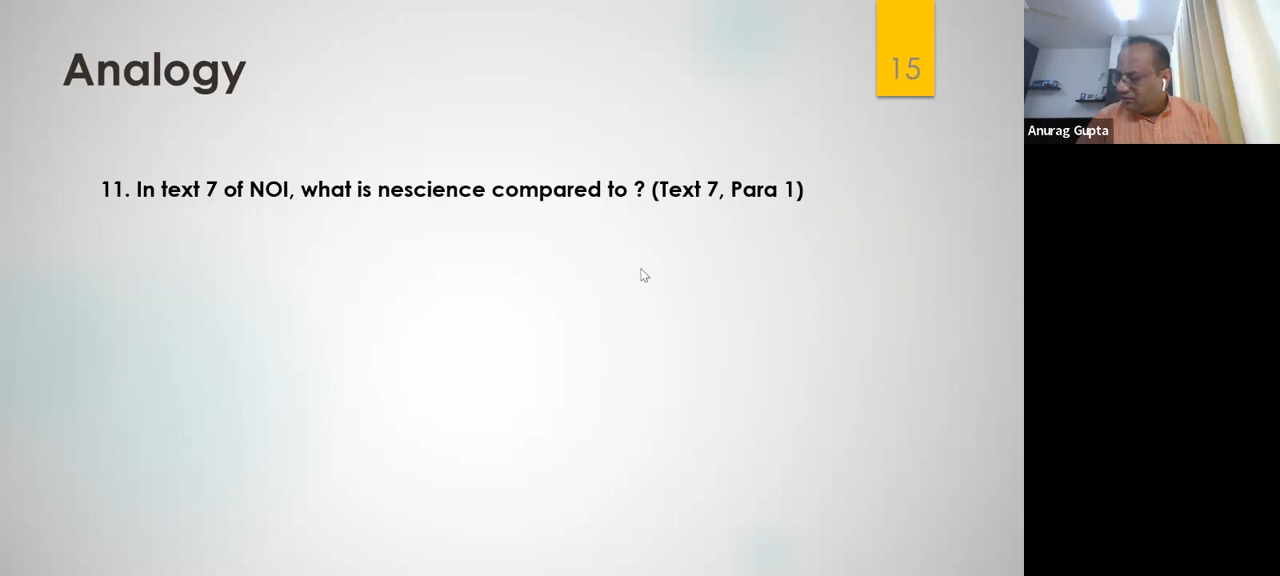 Analogy
15
11. In text 7 of NOI, what is nescience compared to ? (Text 7, Para 1)
Anurag Gupta